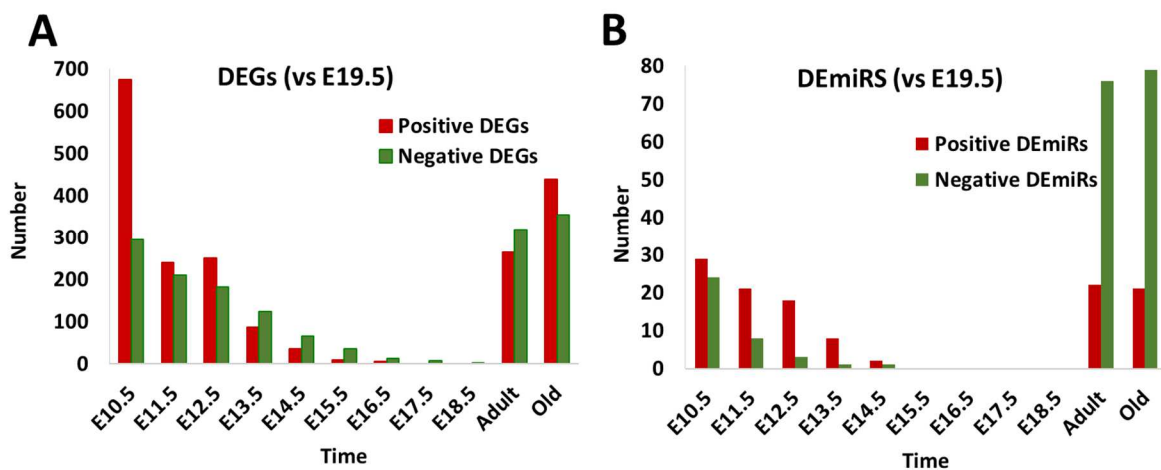 A
DEGs (vs E19.5)
Positive DEGs
Negative DEGs
Number
700
600
500
400
300
200
100
0
E10.5
E11.5
E12.5
E13.5
E14.5
E15.5
E16.5
E17.5
E18.5
Adult
Old
Time
B
DEmiRS (vs E19.5)
Positive DEmiRs
Negative DEmiRs
Number
80
70
60
50
40
30
20
10
0
E10.5
E11.5
E12.5
E13.5
E14.5
E15.5
E16.5
E17.5
E18.5
Adult
Old
Time